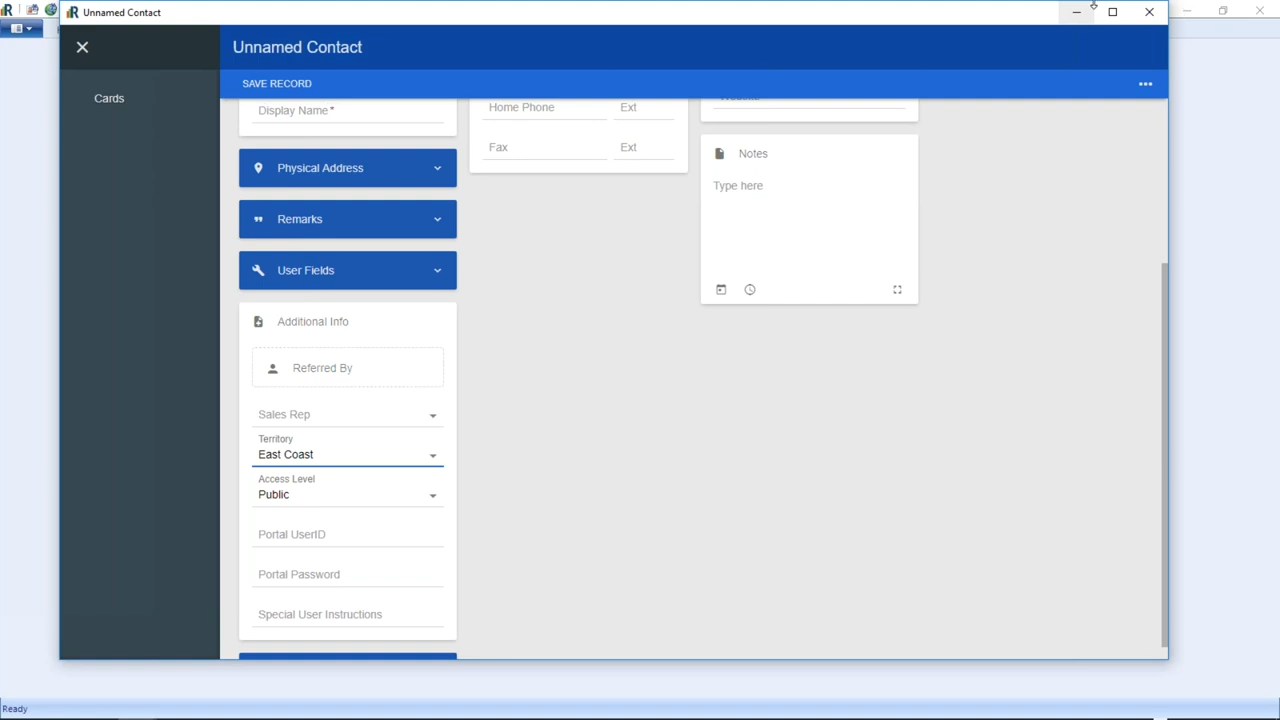 Unnamed Contact
Unnamed Contact
Cards
SAVE RECORD
Display Name *
Physical Address
Remarks
User Fields
Additional Info
Referred By
Sales Rep
Territory
East Coast
Access Level
Public
Portal UserID
Portal Password
Special User Instructions
Home Phone Ext
Fax Ext
Notes
Type here
Ready